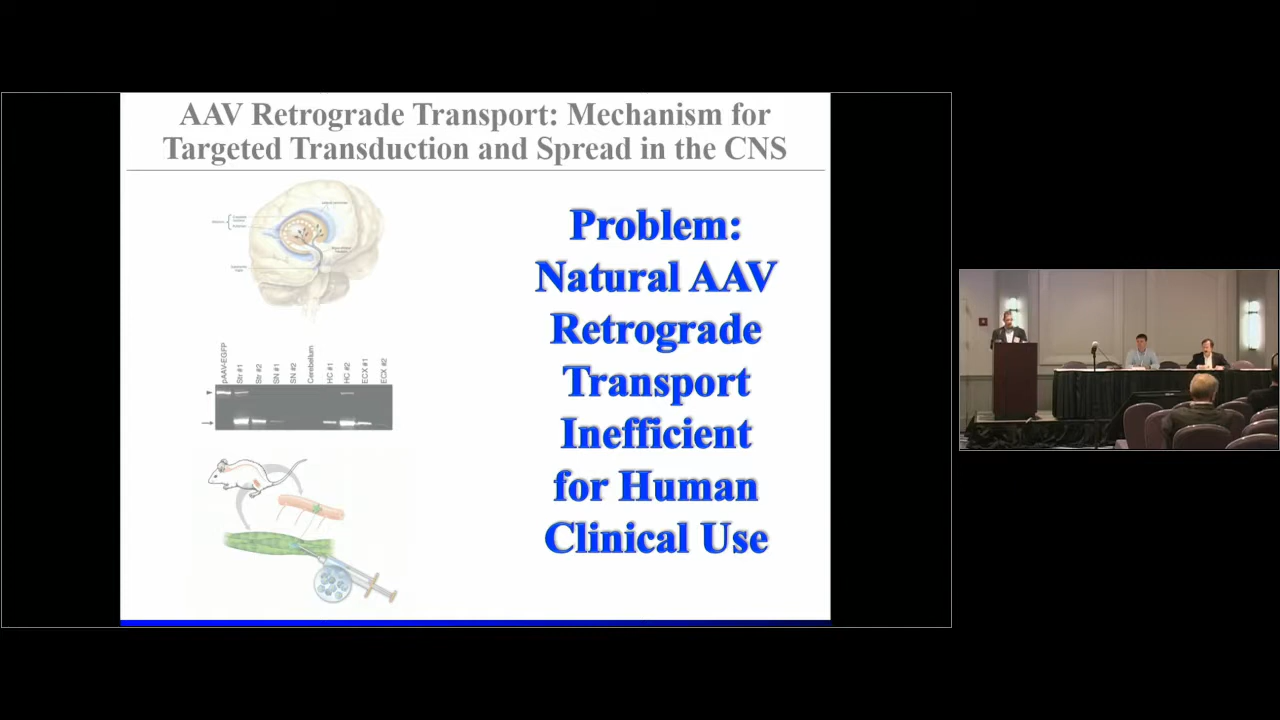 AAV Retrograde Transport: Mechanism for
Targeted Transduction and Spread in the CNS
Problem:
Natural AAV
Retrograde
Transport
Inefficient
for Human
Clinical Use
pAAV-EGFP
Str #1
Str #2
SN #1
SN #2
Cerebellum
HC #1
HC #2
ECX #1
ECX #2